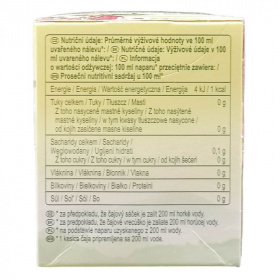 Nutriční údaje: Průměrné výživové hodnoty ve 100 ml
uvařeného nálevu*: / Nutričné údaje: Výživové údaje v 100
ml uvareného nálevu*: / Informacja
o wartości odżywczej: 100 ml naparu* przeciętnie zawiera: /
Prosečni nutritivni sadržaj u 100 ml*
Energie / Energia / Wartość energetyczna / Energija 4 kJ / 1 kcal
Tuky celkem / Tuky / Tłuszcz / Masti 0 g
Z toho nasycené mastné kyseliny / Z toho nasýtené
mastné kyseliny / w tym kwasy tłuszczowe nasycone /
od kojih zasićene masne kiseline 0 g
Sacharidy celkem / Sacharidy /
Węglowodany / Ugljeni hidrati 0,1 g
Z toho cukry / Z toho cukry / w tym cukry / od kojih šećeri 0 g
Vláknina / Vláknina / Błonnik / Vlakna 0 g
Bílkoviny / Bielkoviny / Białko / Proteini 0 g
Sůl / Soľ / Sól / So 0 g
* za předpokladu, že čajový sáček je zalit 200 ml horké vody.
* za predpokladu, že čajové vrecúško zalejete 200 ml horúcej vody.
* na podstawie naparu uzyskanego z 200 ml wody.
* 1 kesica čaja pripremljena sa 200 ml vode.